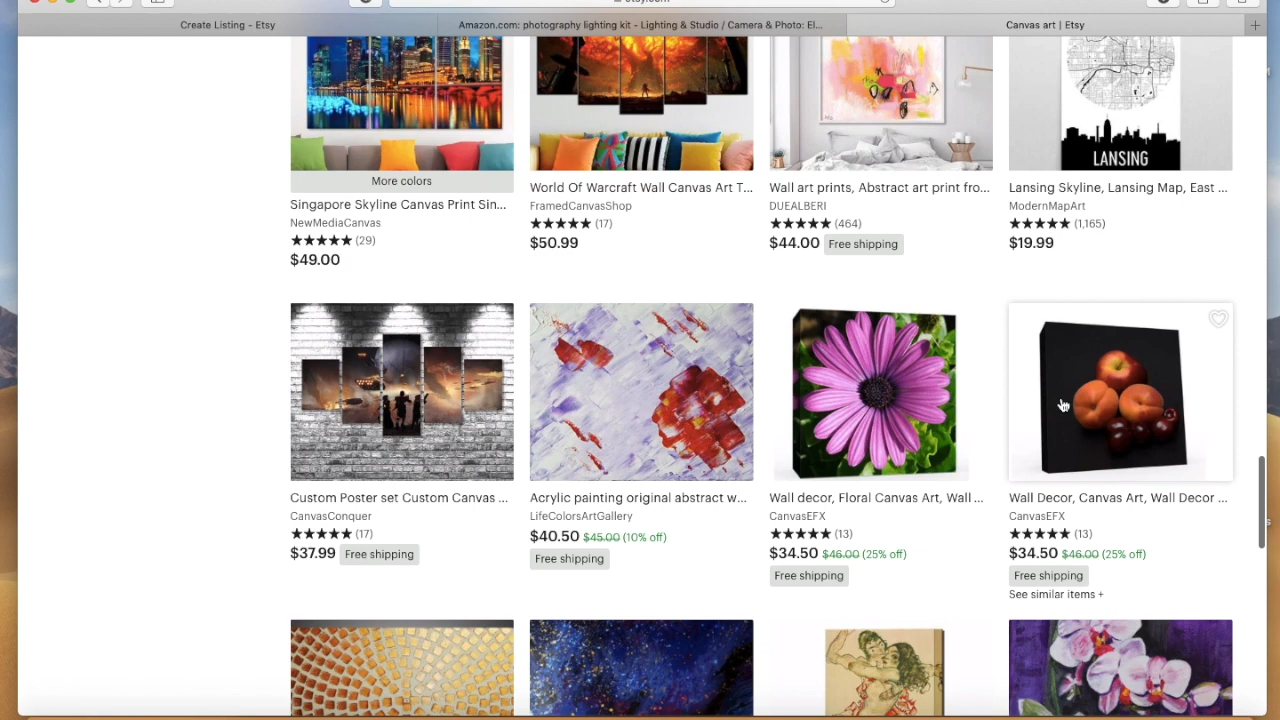 Create Listing - Etsy
Amazon.com: photography lighting kit - Lighting & Studio / Camera & Photo: El...
Canvas art | Etsy
LANSING
More colors
Singapore Skyline Canvas Print Sin...
NewMediaCanvas
(29)
$49.00
World Of Warcraft Wall Canvas Art T...
FramedCanvasShop
(17)
$50.99
Wall art prints, Abstract art print fro...
DUEALBERI
(464)
$44.00 Free shipping
Lansing Skyline, Lansing Map, East ...
ModernMapArt
(1,165)
$19.99
Custom Poster set Custom Canvas ...
CanvasConquer
(17)
$37.99 Free shipping
Acrylic painting original abstract w...
LifeColorsArtGallery
$40.50 $45.00 (10% off)
Free shipping
Wall decor, Floral Canvas Art, Wall ...
CanvasEFX
(13)
$34.50 $46.00 (25% off)
Free shipping
Wall Decor, Canvas Art, Wall Decor ...
CanvasEFX
(13)
$34.50 $46.00 (25% off)
Free shipping
See similar items +